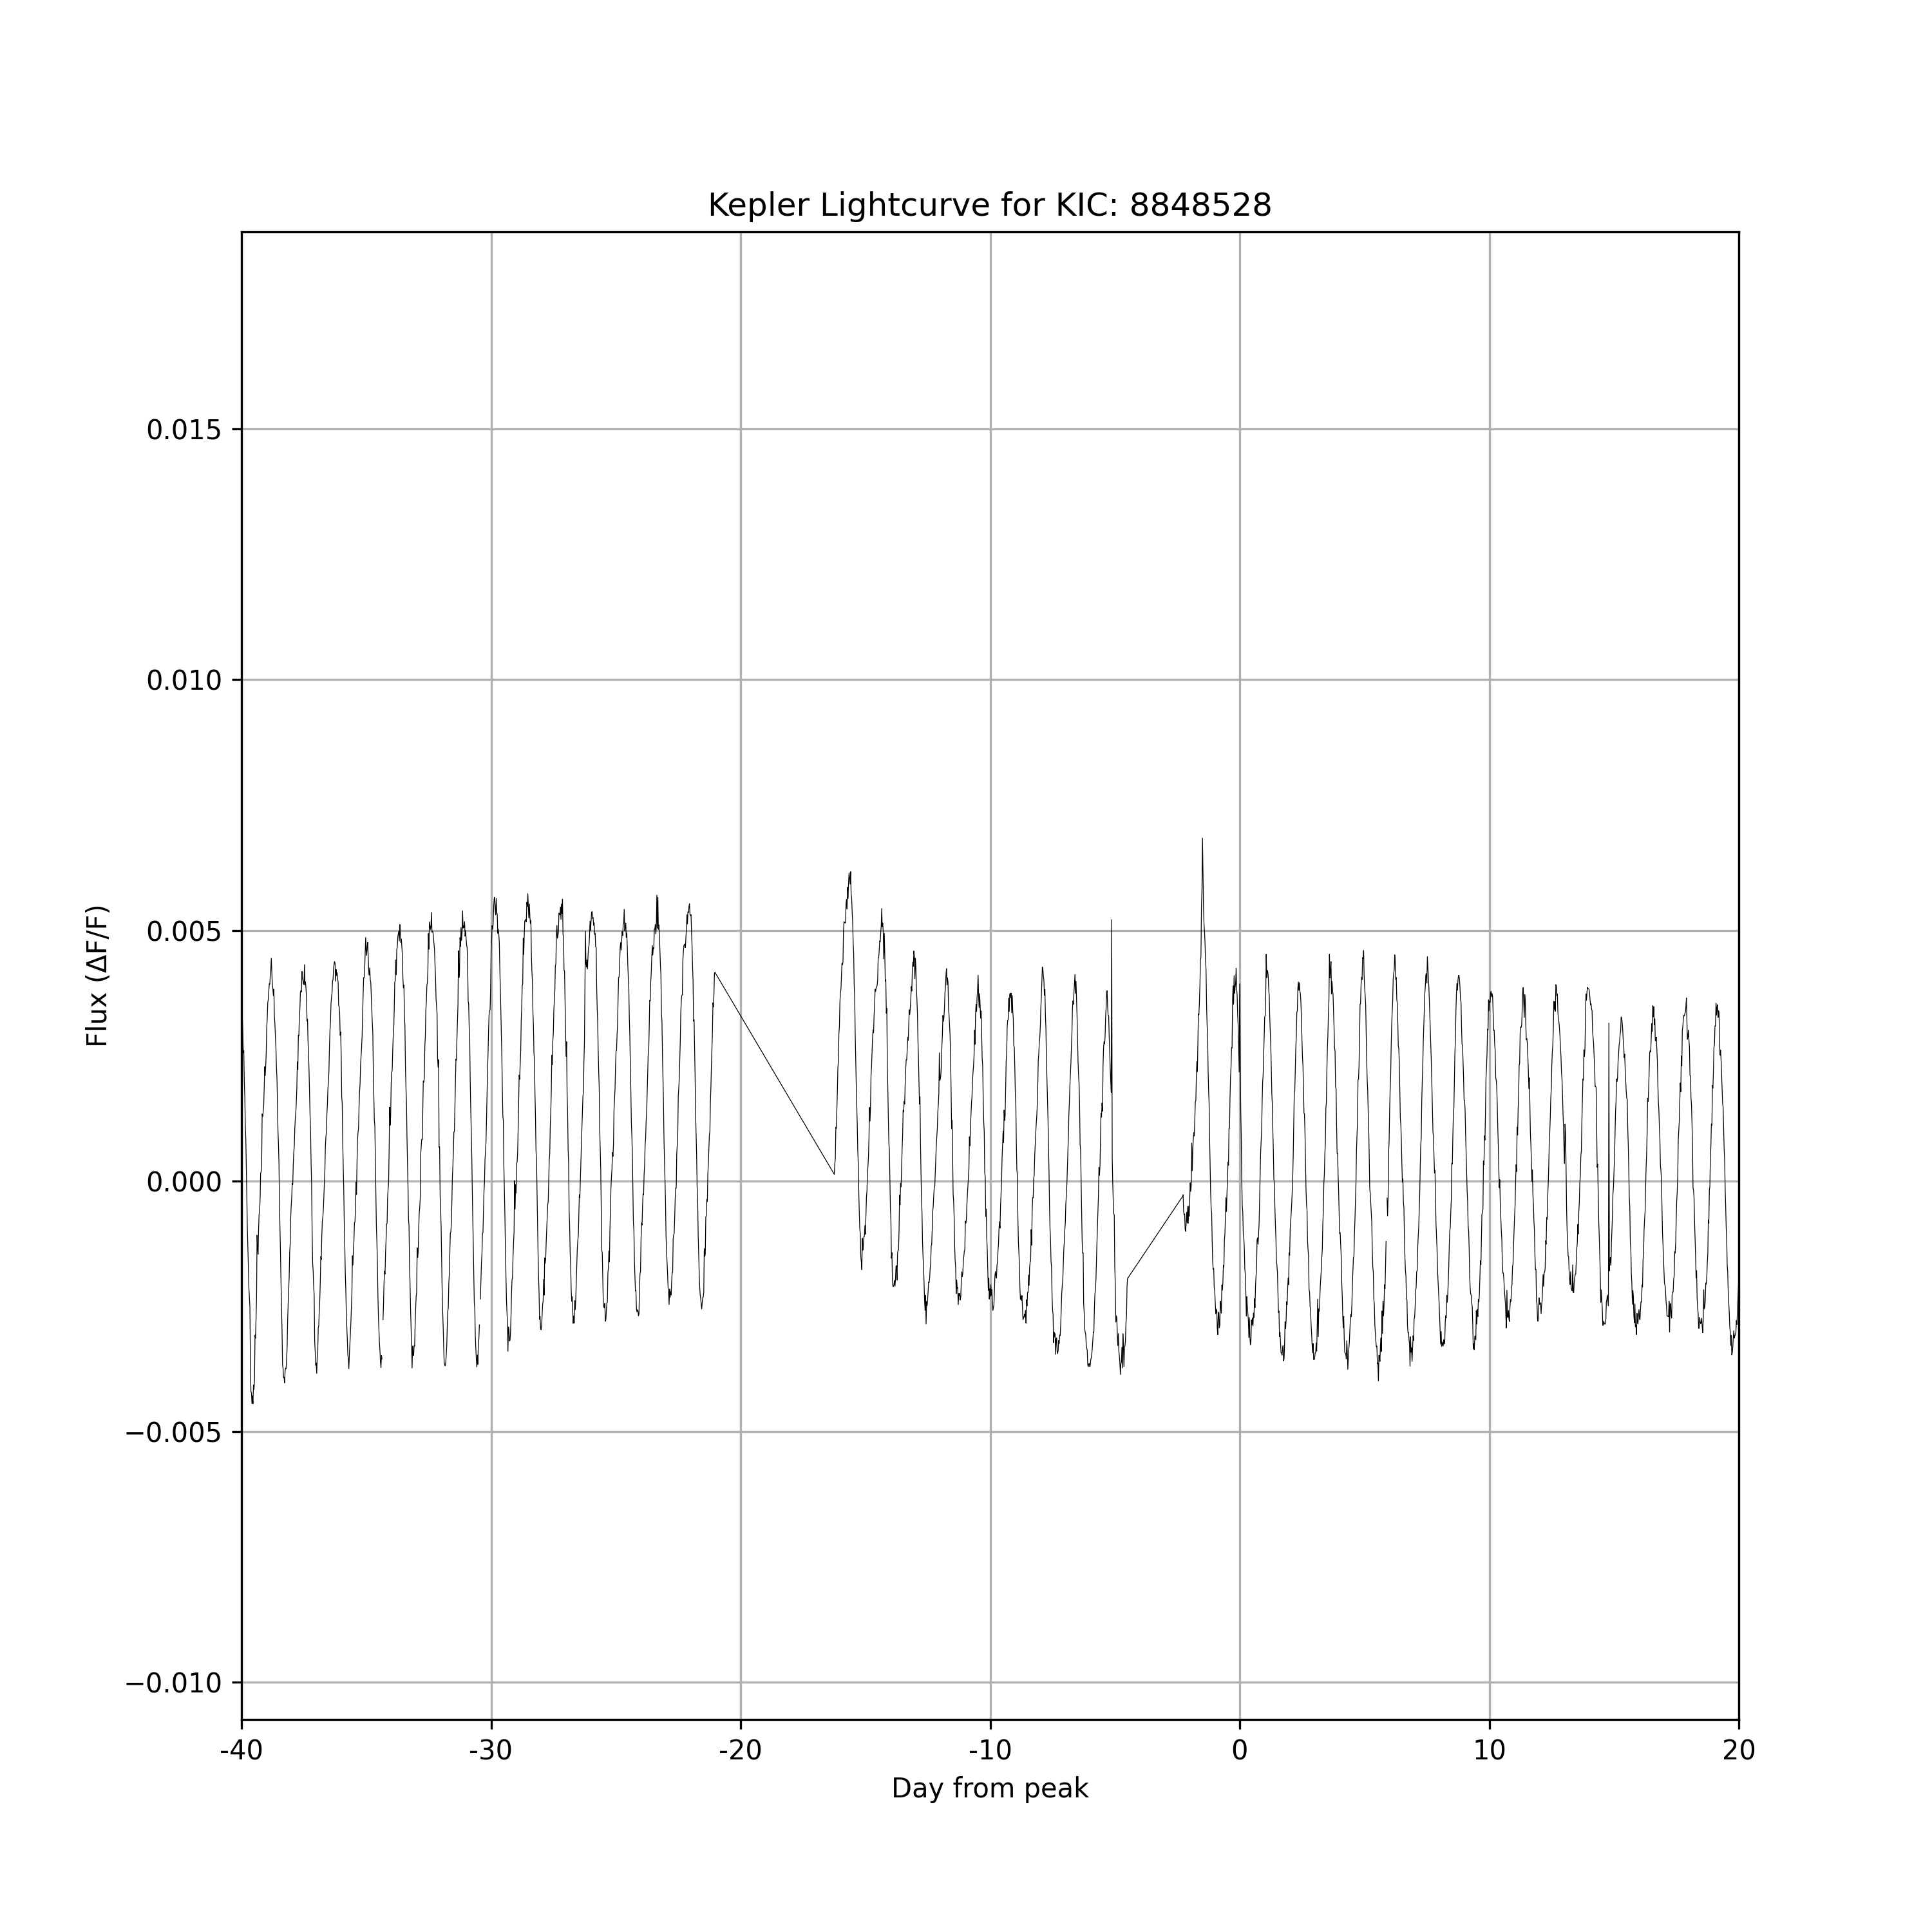 Kepler Lightcurve for KIC: 8848528
Flux (ΔF/F)
0.015
0.010
0.005
0.000
−0.005
−0.010
-40 -30 -20 -10 0 10 20
Day from peak